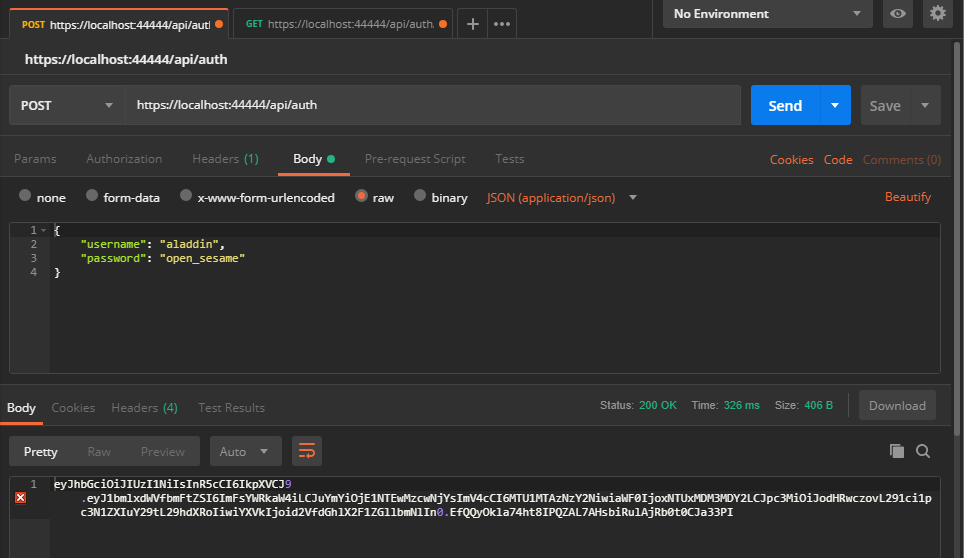 POST https://localhost:44444/api/aut
GET https://localhost:44444/api/auth
No Environment
https://localhost:44444/api/auth
POST https://localhost:44444/api/auth Send Save
Params Authorization Headers (1) Body Pre-request Script Tests Cookies Code Comments (0)
none form-data x-www-form-urlencoded raw binary JSON (application/json) Beautify
1 {
2 "username": "aladdin",
3 "password": "open_sesame"
4 }
Body Cookies Headers (4) Test Results Status: 200 OK Time: 326 ms Size: 406 B Download
Pretty Raw Preview Auto
1 eyJhbGciOiJIUzI1NiIsInR5cCI6IkpXVCJ9
.eyJ1bmlxdWVfbmFtZSI6ImFsYWRkaW4iLCJuYmYiOjE1NTEwMzcwNjYsImV4cCI6MTU1MTAzNzY2NiwiaWF0IjoxNTUxMDM3MDY2LCJpc3MiOiJodHRwczovL291ci1p
pc3N1ZXIuY29tL29hdXRoIiwiYXVkIjoid2VfdGhlX2F1ZGllbmNlIn0.EfQQyOkla74ht8IPQZAL7AHsbiRulAjRb0t0CJa33PI